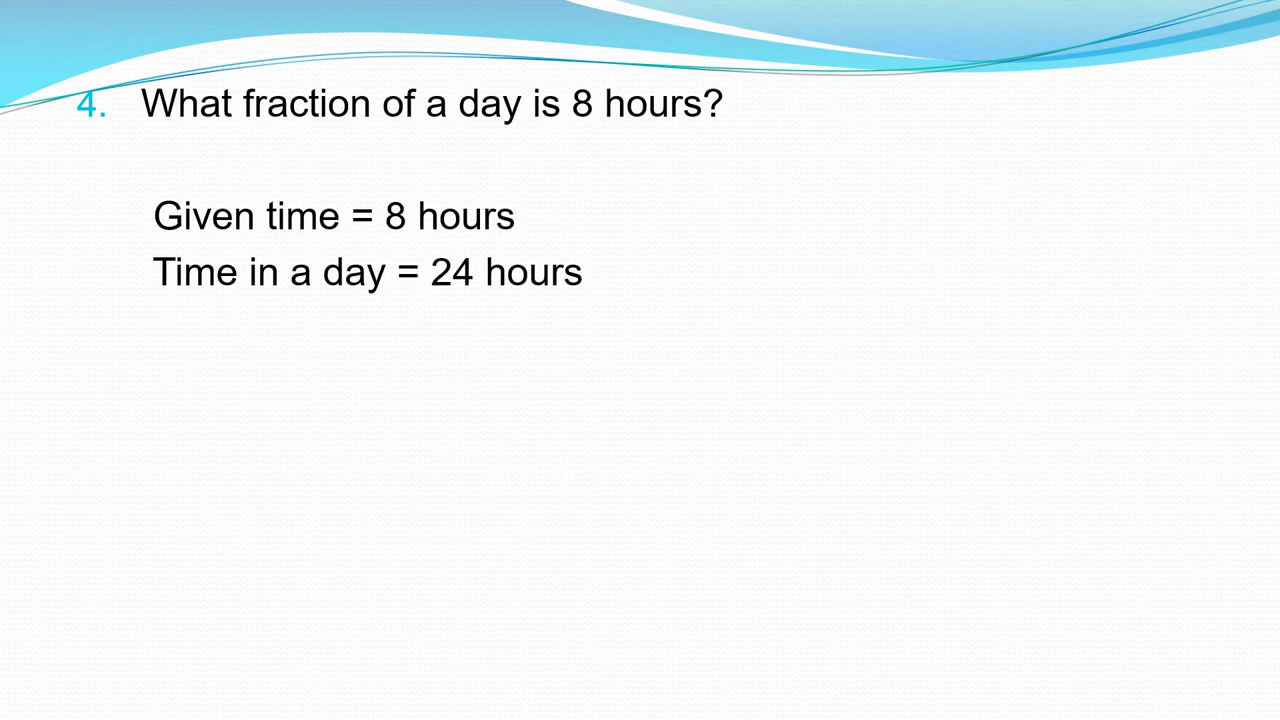 4. What fraction of a day is 8 hours?
Given time = 8 hours
Time in a day = 24 hours